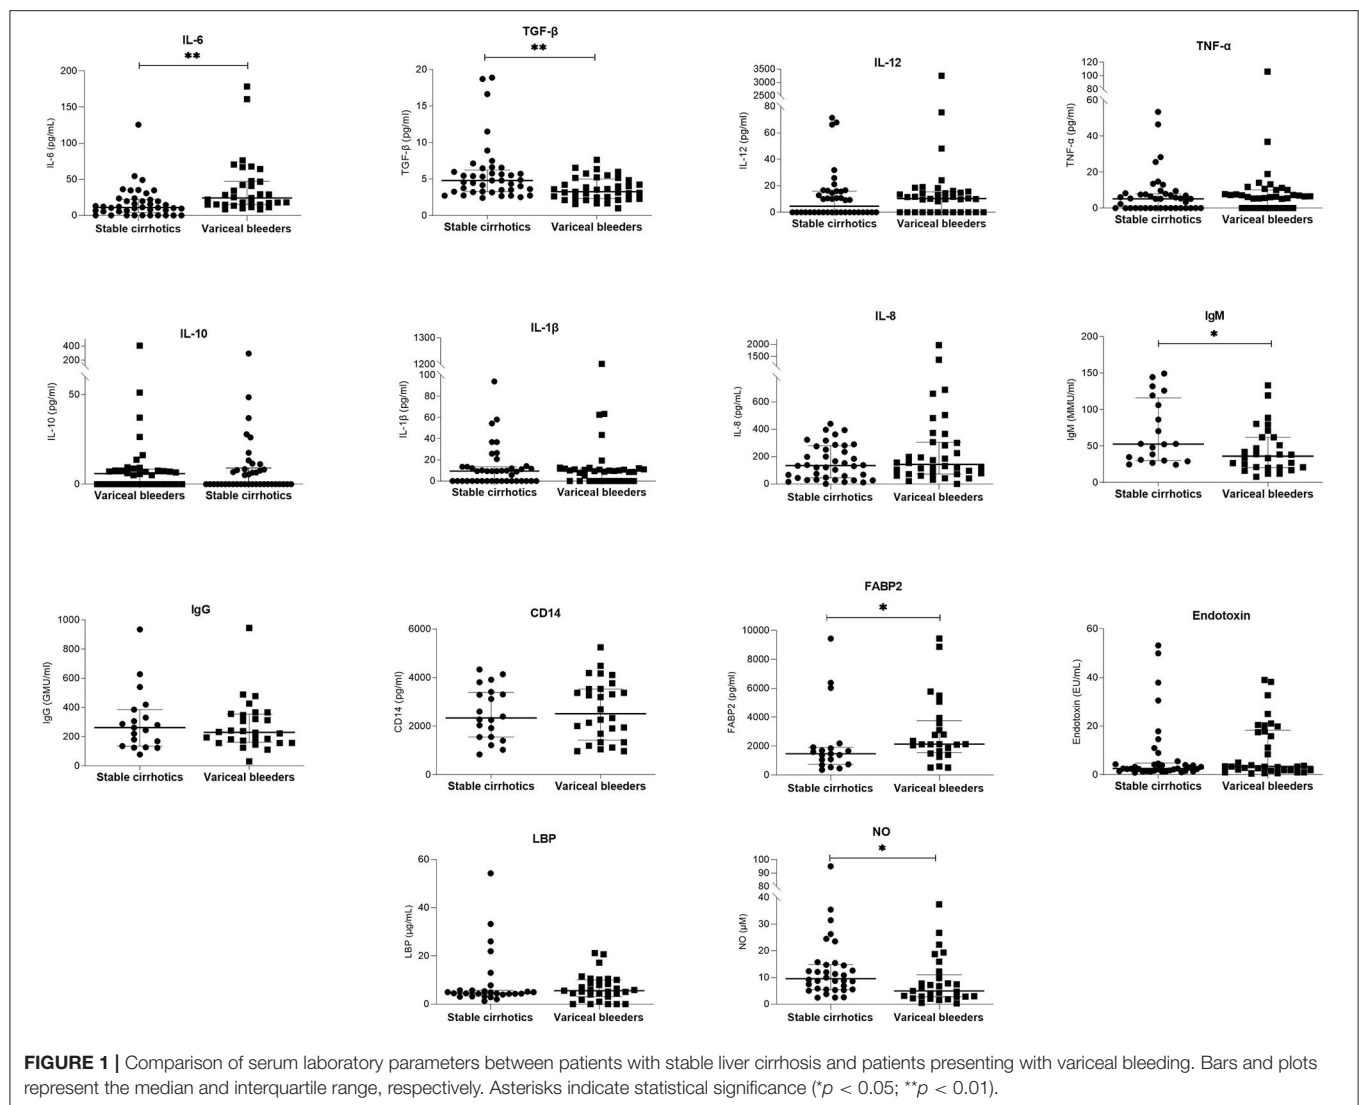 IL-6
**
IL-6 (pg/mL)
200
150
100
50
0
Stable cirrhotics Variceal bleeders
TGF-β
**
TGF-β (pg/ml)
20
15
10
5
0
Stable cirrhotics Variceal bleeders
IL-12
IL-12 (pg/ml)
3500
3000
2500
2000
80
60
40
20
0
Stable cirrhotics Variceal bleeders
TNF-α
TNF-α (pg/ml)
120
100
80
60
40
20
0
Stable cirrhotics Variceal bleeders
IL-10
IL-10 (pg/ml)
400
200
50
0
Variceal bleeders Stable cirrhotics
IL-1β
IL-1β (pg/ml)
1300
1200
100
80
60
40
20
0
Stable cirrhotics Variceal bleeders
IL-8
IL-8 (pg/mL)
2000
1500
600
400
200
0
Stable cirrhotics Variceal bleeders
IgM
*
IgM (MMU/ml)
200
150
100
50
0
Stable cirrhotics Variceal bleeders
IgG
IgG (GMU/ml)
1000
800
600
400
200
0
Stable cirrhotics Variceal bleeders
CD14
CD14 (pg/ml)
6000
4000
2000
0
Stable cirrhotics Variceal bleeders
FABP2
*
FABP2 (pg/ml)
10000
8000
6000
4000
2000
0
Stable cirrhotics Variceal bleeders
Endotoxin
Endotoxin (EU/mL)
60
40
20
0
Stable cirrhotics Variceal bleeders
LBP
LBP (µg/mL)
60
40
20
0
Stable cirrhotics Variceal bleeders
NO
*
NO (µM)
100
90
80
40
30
20
10
0
Stable cirrhotics Variceal bleeders
FIGURE 1 | Comparison of serum laboratory parameters between patients with stable liver cirrhosis and patients presenting with variceal bleeding. Bars and plots
represent the median and interquartile range, respectively. Asterisks indicate statistical significance (*p < 0.05; **p < 0.01).